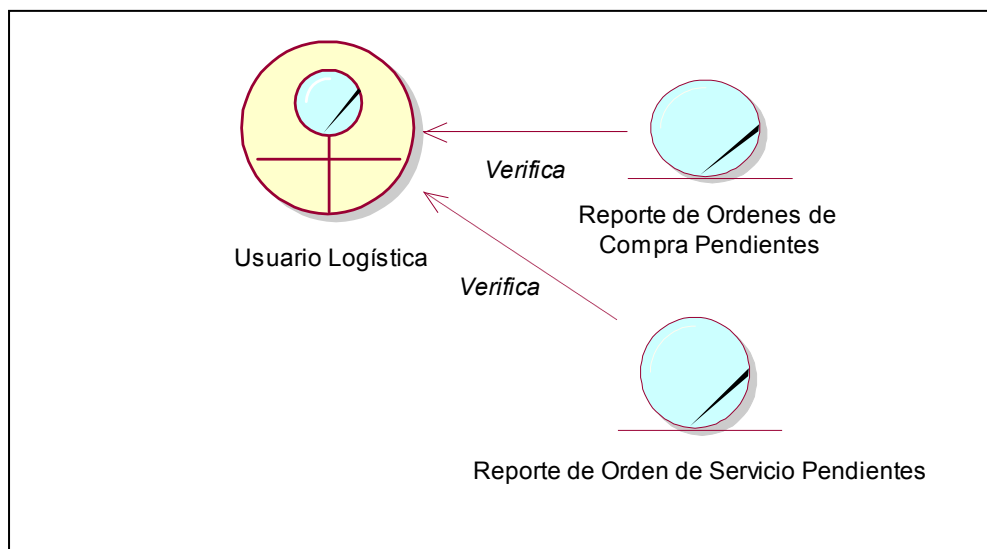 Verifica
Reporte de Ordenes de
Compra Pendientes
Usuario Logística
Verifica
Reporte de Orden de Servicio Pendientes